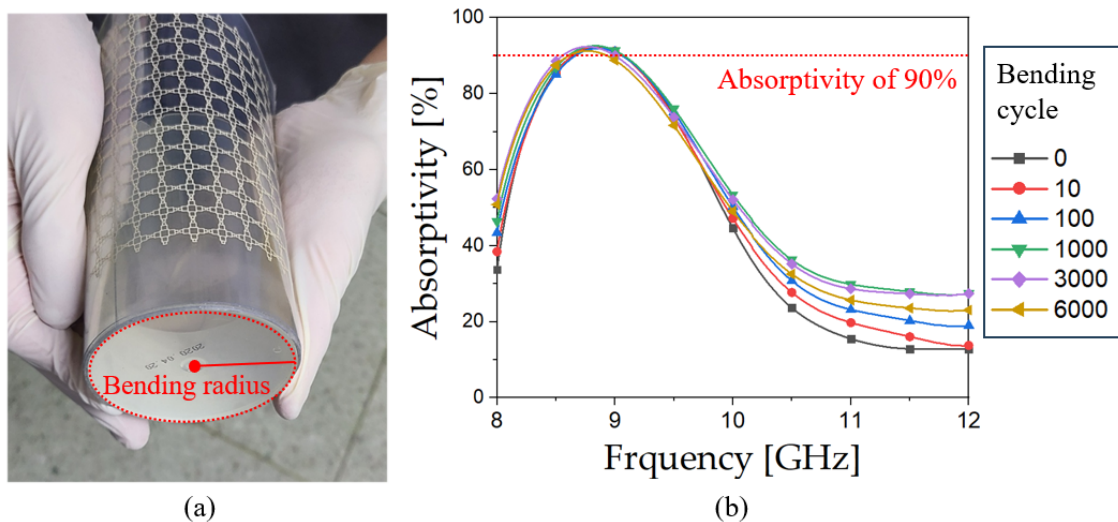 Bending radius
(a)
100
80
60
40
20
0
Absorptivity [%]
Absorptivity of 90%
8
9
10
11
12
Frquency [GHz]
Bending
cycle
0
10
100
1000
3000
6000
(b)